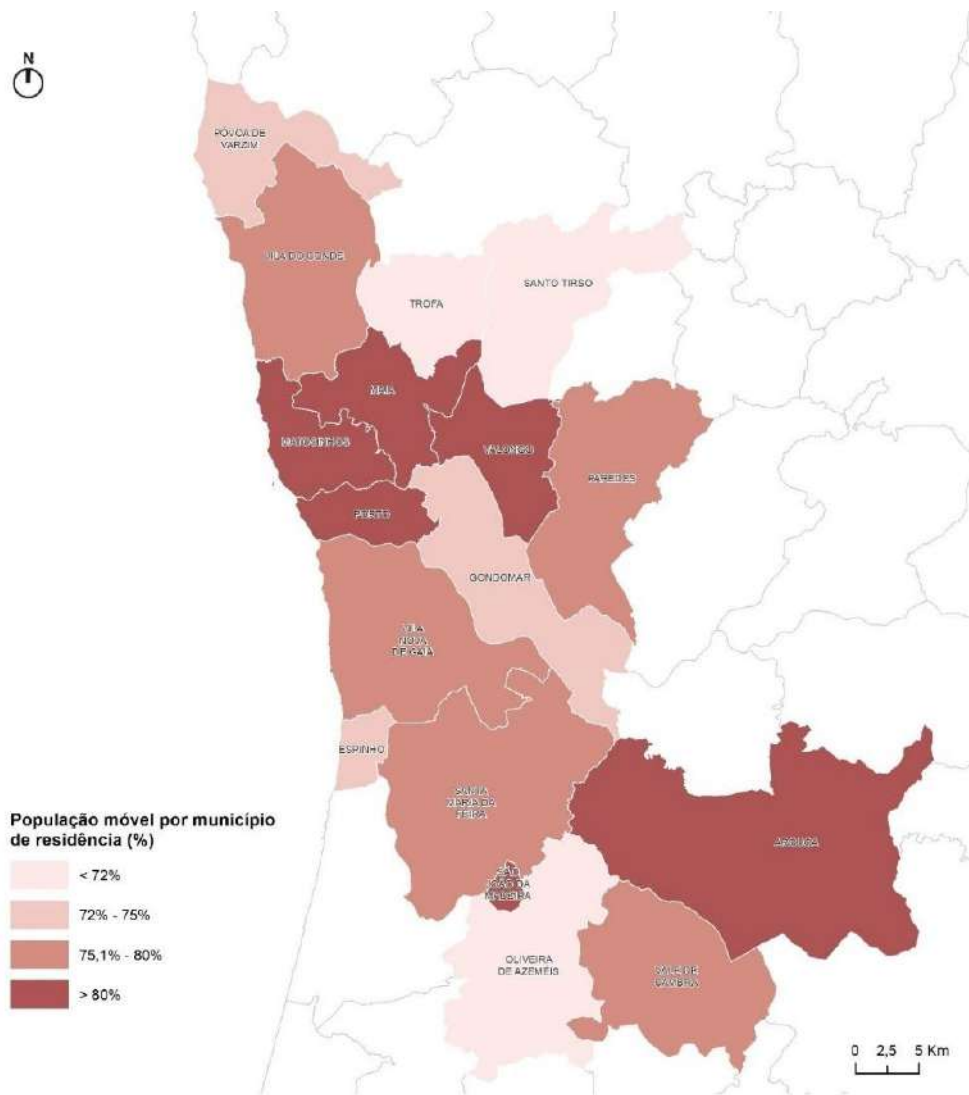 N
PÓVOA DE
VARZIM
VILA DO CONDE
TROFA
SANTO TIRSO
MAIA
MATOSINHOS
VALONGO
PAREDES
PORTO
GONDOMAR
VILA
NOVA
DE GAIA
ESPINHO
SANTA
MARIA DA
FEIRA
AROUCA
SÃO
JOÃO DA
MADEIRA
OLIVEIRA
DE AZEMÉIS
VALE DE
CAMBRA
População móvel por município
de residência (%)
< 72%
72% - 75%
75,1% - 80%
> 80%
0 2,5 5 Km